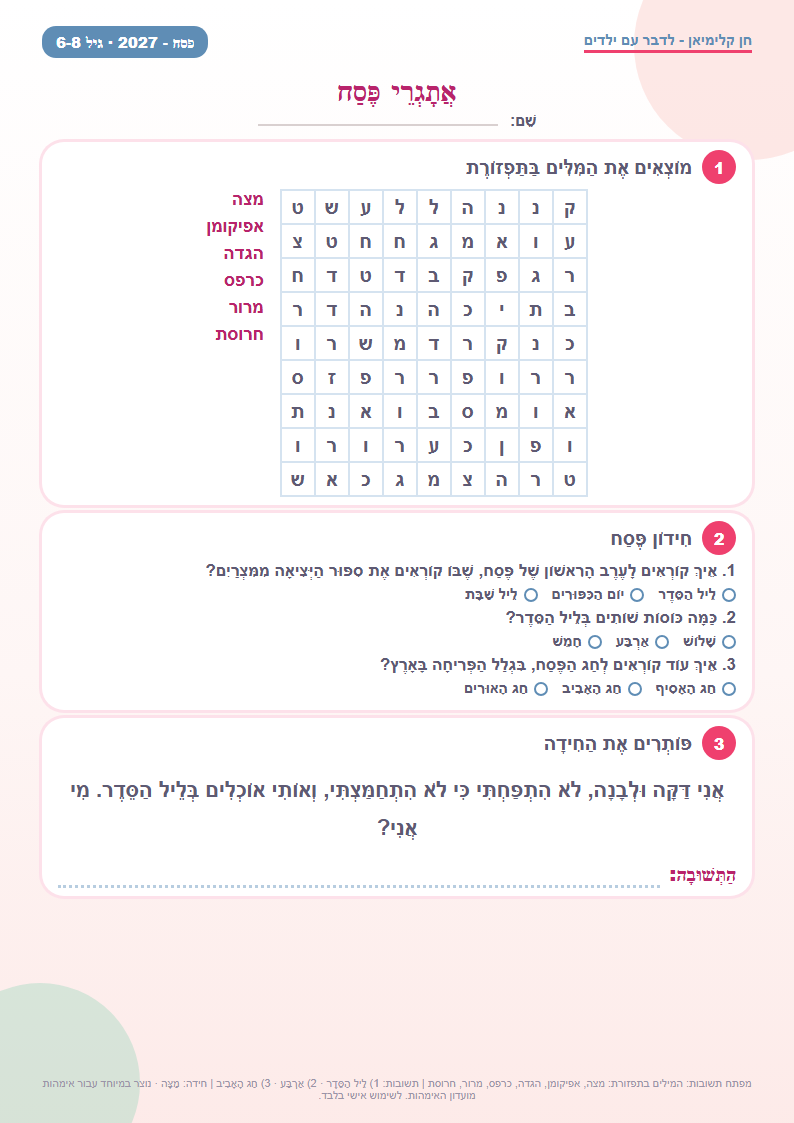 חן קלימיאן - לדבר עם ילדים
פסח - 2027 · גיל 6-8
אֶתְגְּרֵי פֶּסַח
שֵׁם:
1 מוֹצְאִים אֶת הַמִּלִּים בַּתַּפְזוֹרֶת
ק נ נ ה ל ל ע ש ט
ע ו א מ ג ח ח ט צ
ר ג פ ק ב ד ט ד ח
ב ת י כ ה נ ה ד ר
כ נ ק ר ד מ ש ר ו
ר ר ו פ ר ר פ ז ס
א ו מ ס ב ו א נ ת
ו פ ן כ ע ר ו ר ו
ט ר ה צ מ ג כ א ש
מצה
אפיקומן
הגדה
כרפס
מרור
חרוסת
2 חִידוֹן פֶּסַח
1. אֵיךְ קוֹרְאִים לָעֶרֶב הָרִאשׁוֹן שֶׁל פֶּסַח, שֶׁבּוֹ קוֹרְאִים אֶת סִפּוּר הַיְּצִיאָה מִמִּצְרַיִם?
לֵיל הַסֵּדֶר יוֹם הַכִּפּוּרִים לֵיל שַׁבָּת
2. כַּמָּה כּוֹסוֹת שׁוֹתִים בְּלֵיל הַסֵּדֶר?
שָׁלוֹשׁ אַרְבַּע חָמֵשׁ
3. אֵיךְ עוֹד קוֹרְאִים לְחַג הַפֶּסַח, בִּגְלַל הַפְּרִיחָה בָּאָרֶץ?
חַג הָאָסִיף חַג הָאָבִיב חַג הָאוּרִים
3 פּוֹתְרִים אֶת הַחִידָה
אֲנִי דַּקָּה וּלְבָנָה, לֹא הִתְפַּחְתִּי כִּי לֹא הִתְחַמַּצְתִּי, וְאוֹתִי אוֹכְלִים בְּלֵיל הַסֵּדֶר. מִי
אֲנִי?
הַתְּשׁוּבָה:
מפתח תשובות: המילים בתפזורת: מצה, אפיקומן, הגדה, כרפס, מרור, חרוסת | תשובות: 1) לֵיל הַסֵּדֶר · 2) אַרְבַּע · 3) חַג הָאָבִיב | חידה: מַצָּה · נוצר במיוחד עבור אימהות
מועדון האימהות. לשימוש אישי בלבד.